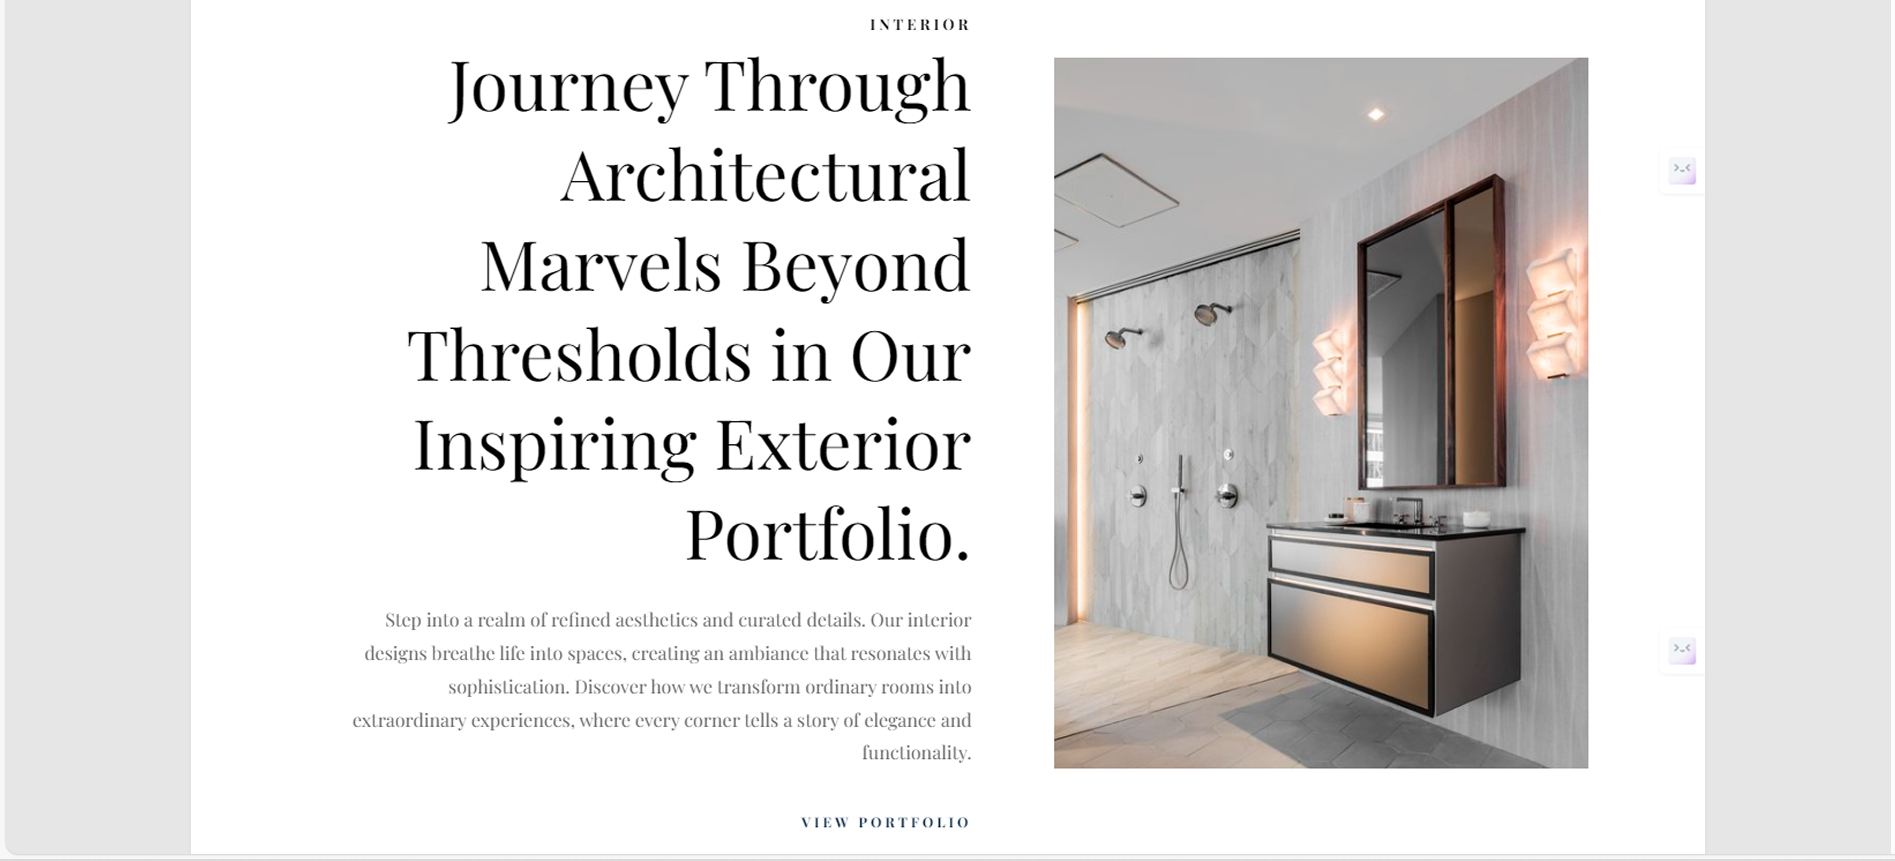 INTERIOR
Journey Through
Architectural
Marvels Beyond
Thresholds in Our
Inspiring Exterior
Portfolio.
Step into a realm of refined aesthetics and curated details. Our interior
designs breathe life into spaces, creating an ambiance that resonates with
sophistication. Discover how we transform ordinary rooms into
extraordinary experiences, where every corner tells a story of elegance and
functionality.
VIEW PORTFOLIO